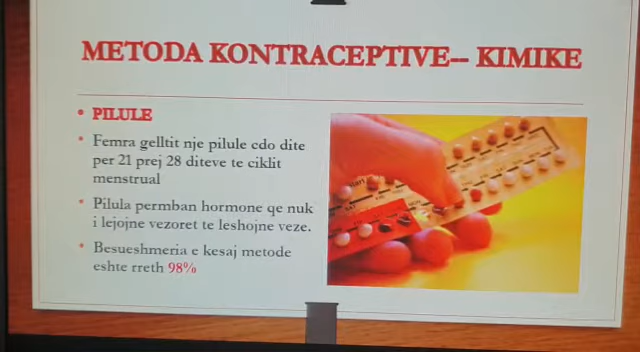 METODA KONTRACEPTIVE-- KIMIKE
PILULE
Femra gelltit nje pilule cdo dite
per 21 prej 28 diteve te ciklit
menstrual
Pilula permban hormone qe nuk
i lejojne vezoret te leshojne veze.
Besueshmeria e kesaj metode
eshte rreth 98%